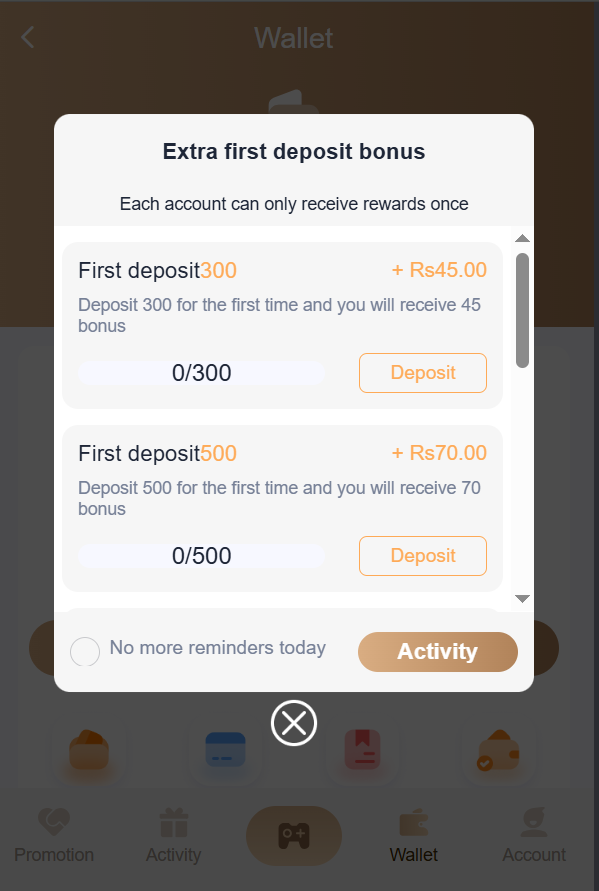 Wallet
Extra first deposit bonus
Each account can only receive rewards once
First deposit300
+ Rs45.00
Deposit 300 for the first time and you will receive 45
bonus
0/300
Deposit
First deposit500
+ Rs70.00
Deposit 500 for the first time and you will receive 70
bonus
0/500
Deposit
No more reminders today
Activity
Promotion
Activity
Wallet
Account